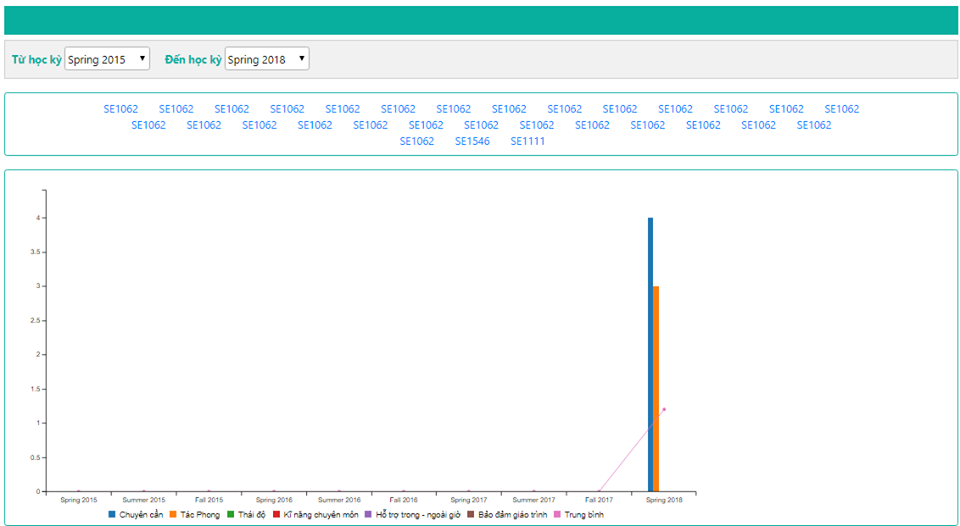 Từ học kỳ Spring 2015 Đến học kỳ Spring 2018
SE1062 SE1062 SE1062 SE1062 SE1062 SE1062 SE1062 SE1062 SE1062 SE1062 SE1062 SE1062 SE1062 SE1062
SE1062 SE1062 SE1062 SE1062 SE1062 SE1062 SE1062 SE1062 SE1062 SE1062 SE1062 SE1062 SE1062
SE1062 SE1546 SE1111
4
3.5
3
2.5
2
1.5
1
0.5
0
Spring 2015 Summer 2015 Fall 2015 Spring 2016 Summer 2016 Fall 2016 Spring 2017 Summer 2017 Fall 2017 Spring 2018
Chuyên cần Tác Phong Thái độ Kĩ năng chuyên môn Hỗ trợ trong - ngoài giờ Bảo đảm giáo trình Trung bình